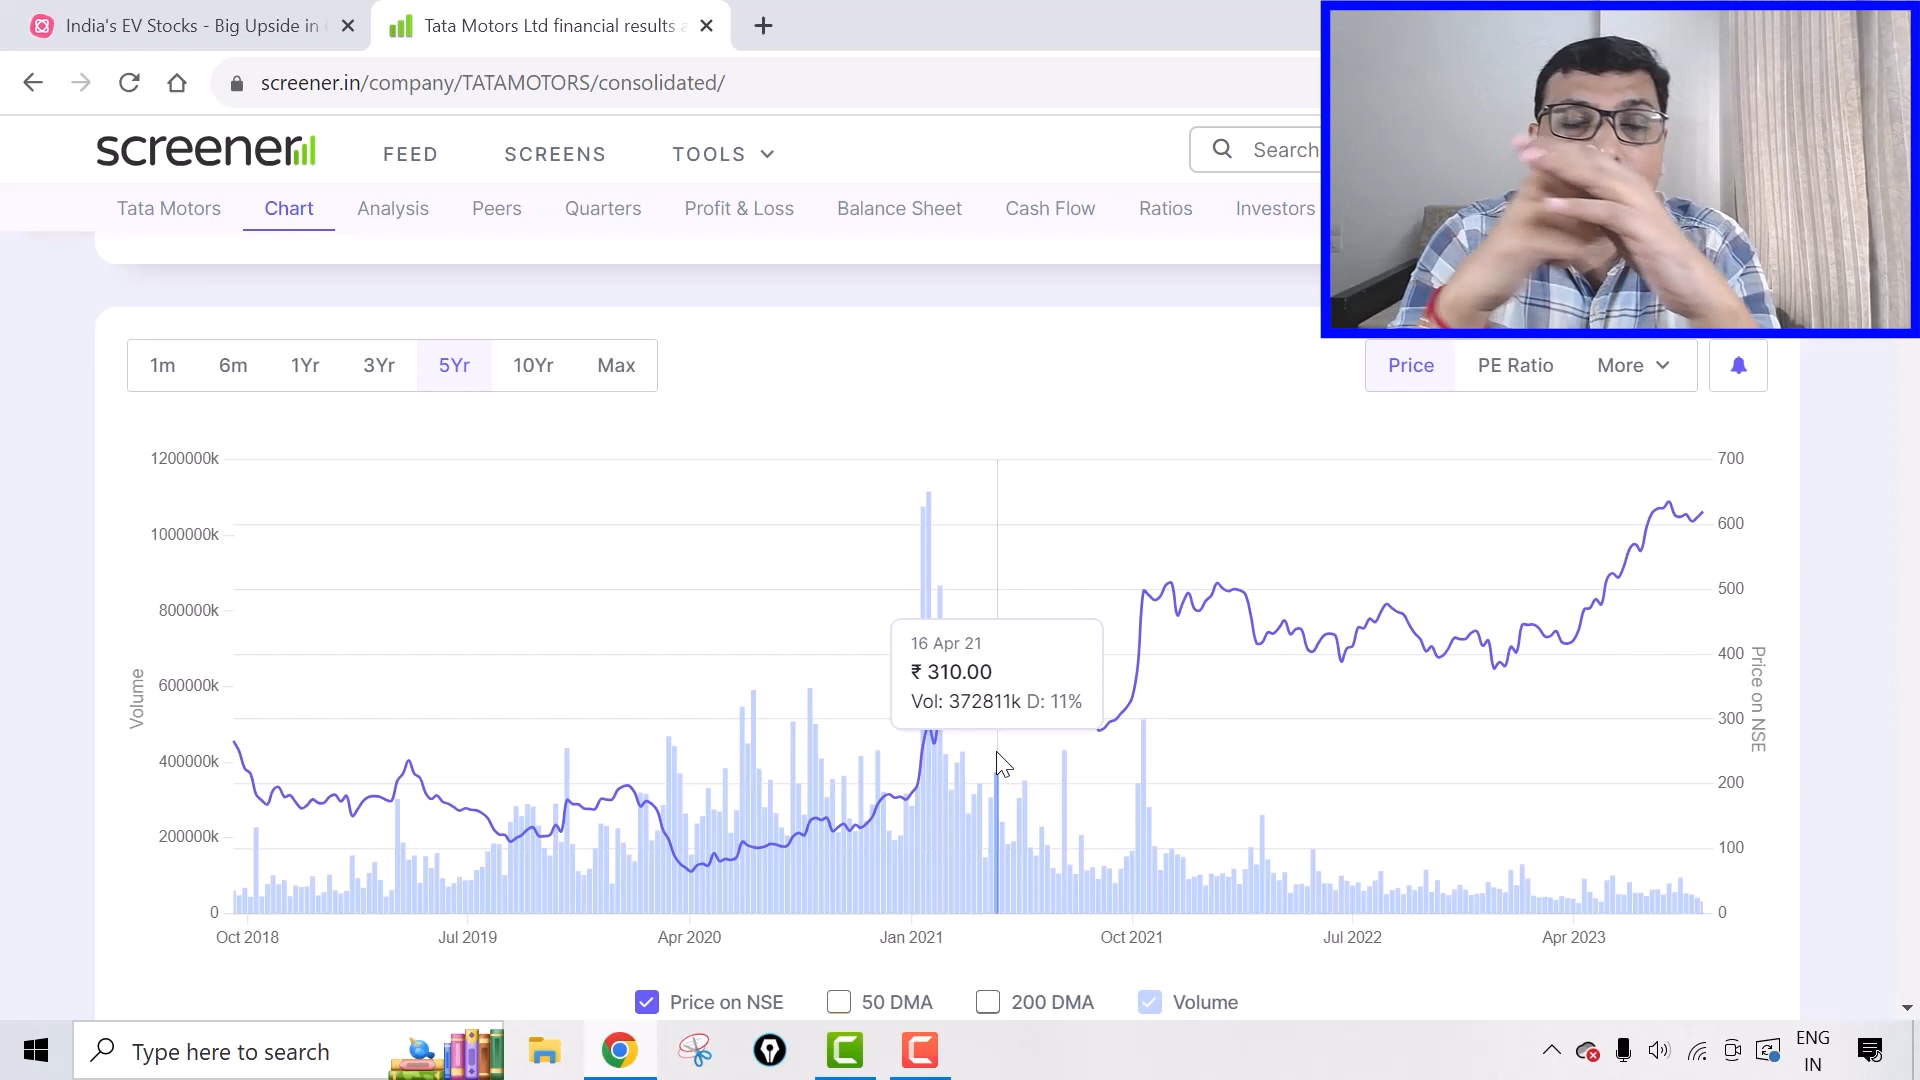 India's EV Stocks - Big Upside in
Tata Motors Ltd financial results a
screener.in/company/TATAMOTORS/consolidated/
screener
FEED
SCREENS
TOOLS
Search
Tata Motors
Chart
Analysis
Peers
Quarters
Profit & Loss
Balance Sheet
Cash Flow
Ratios
Investors
1m
6m
1Yr
3Yr
5Yr
10Yr
Max
Price
PE Ratio
More
1200000k
1000000k
800000k
600000k
400000k
200000k
0
Volume
700
600
500
400
300
200
100
0
Price on NSE
16 Apr 21
₹ 310.00
Vol: 372811k D: 11%
Oct 2018
Jul 2019
Apr 2020
Jan 2021
Oct 2021
Jul 2022
Apr 2023
Price on NSE
50 DMA
200 DMA
Volume
Type here to search
ENG
IN